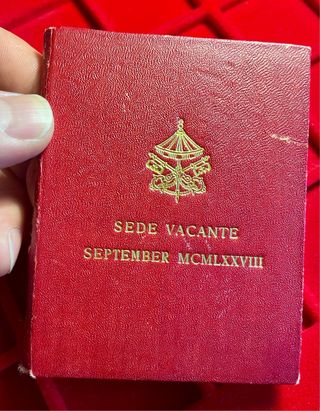 SEDE VACANTE
SEPTEMBER MCMLXXVIII